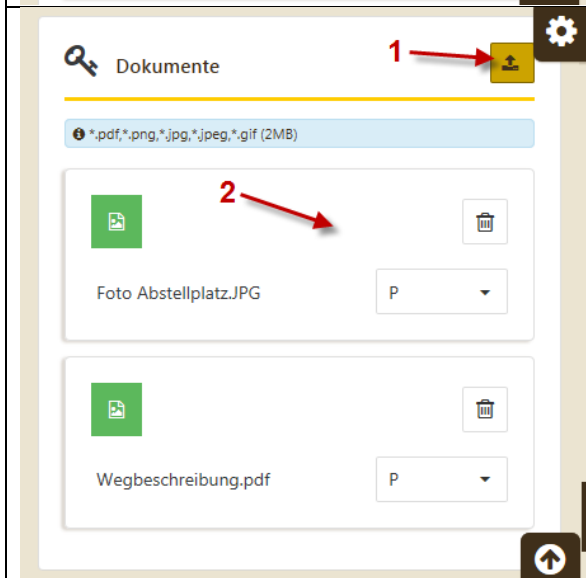 1
Dokumente
*.pdf,*.png,*.jpg,*.jpeg,*.gif (2MB)
2
Foto Abstellplatz.JPG P
Wegbeschreibung.pdf P